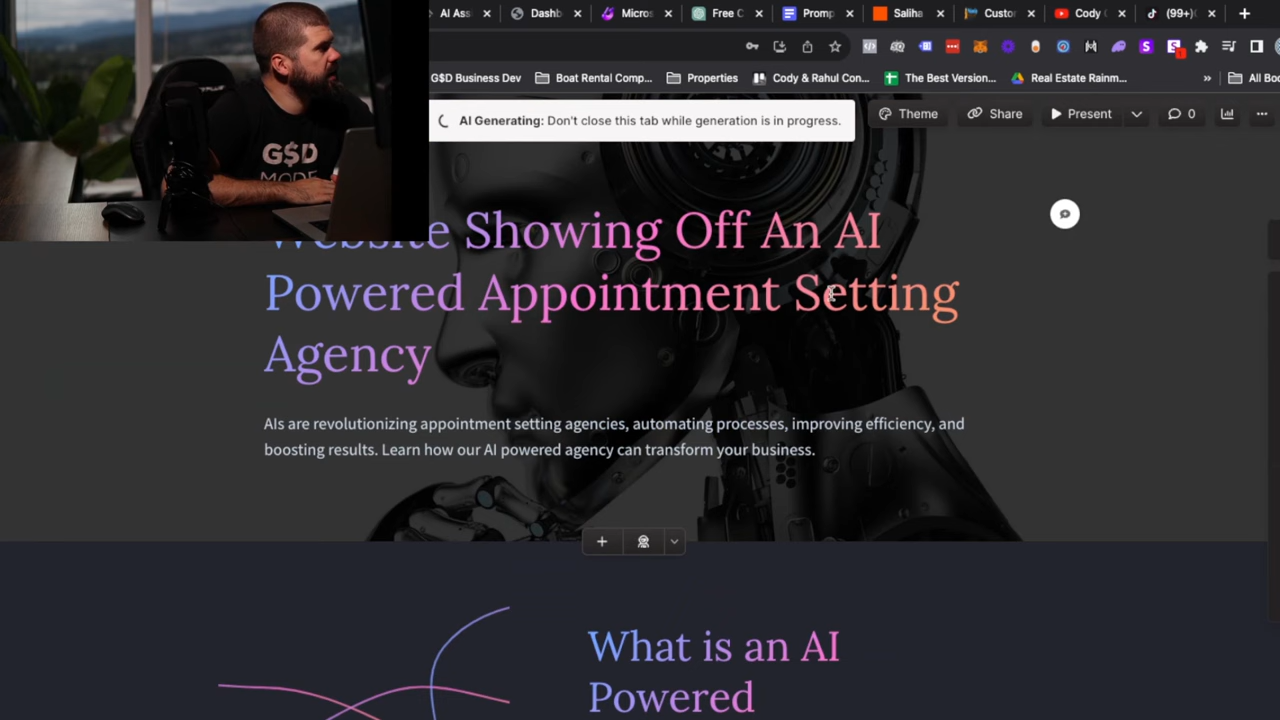 AI Ass
Dashb
Micros
Free C
Promp
Saliha
Custor
Cody (
(99+)
G$D Business Dev
Boat Rental Comp...
Properties
Cody & Rahul Con...
The Best Version...
Real Estate Rainm...
»
All Bo
AI Generating: Don't close this tab while generation is in progress.
Theme
Share
Present
0
G$D
MODE
Website Showing Off An AI
Powered Appointment Setting
Agency
AIs are revolutionizing appointment setting agencies, automating processes, improving efficiency, and
boosting results. Learn how our AI powered agency can transform your business.
What is an AI
Powered